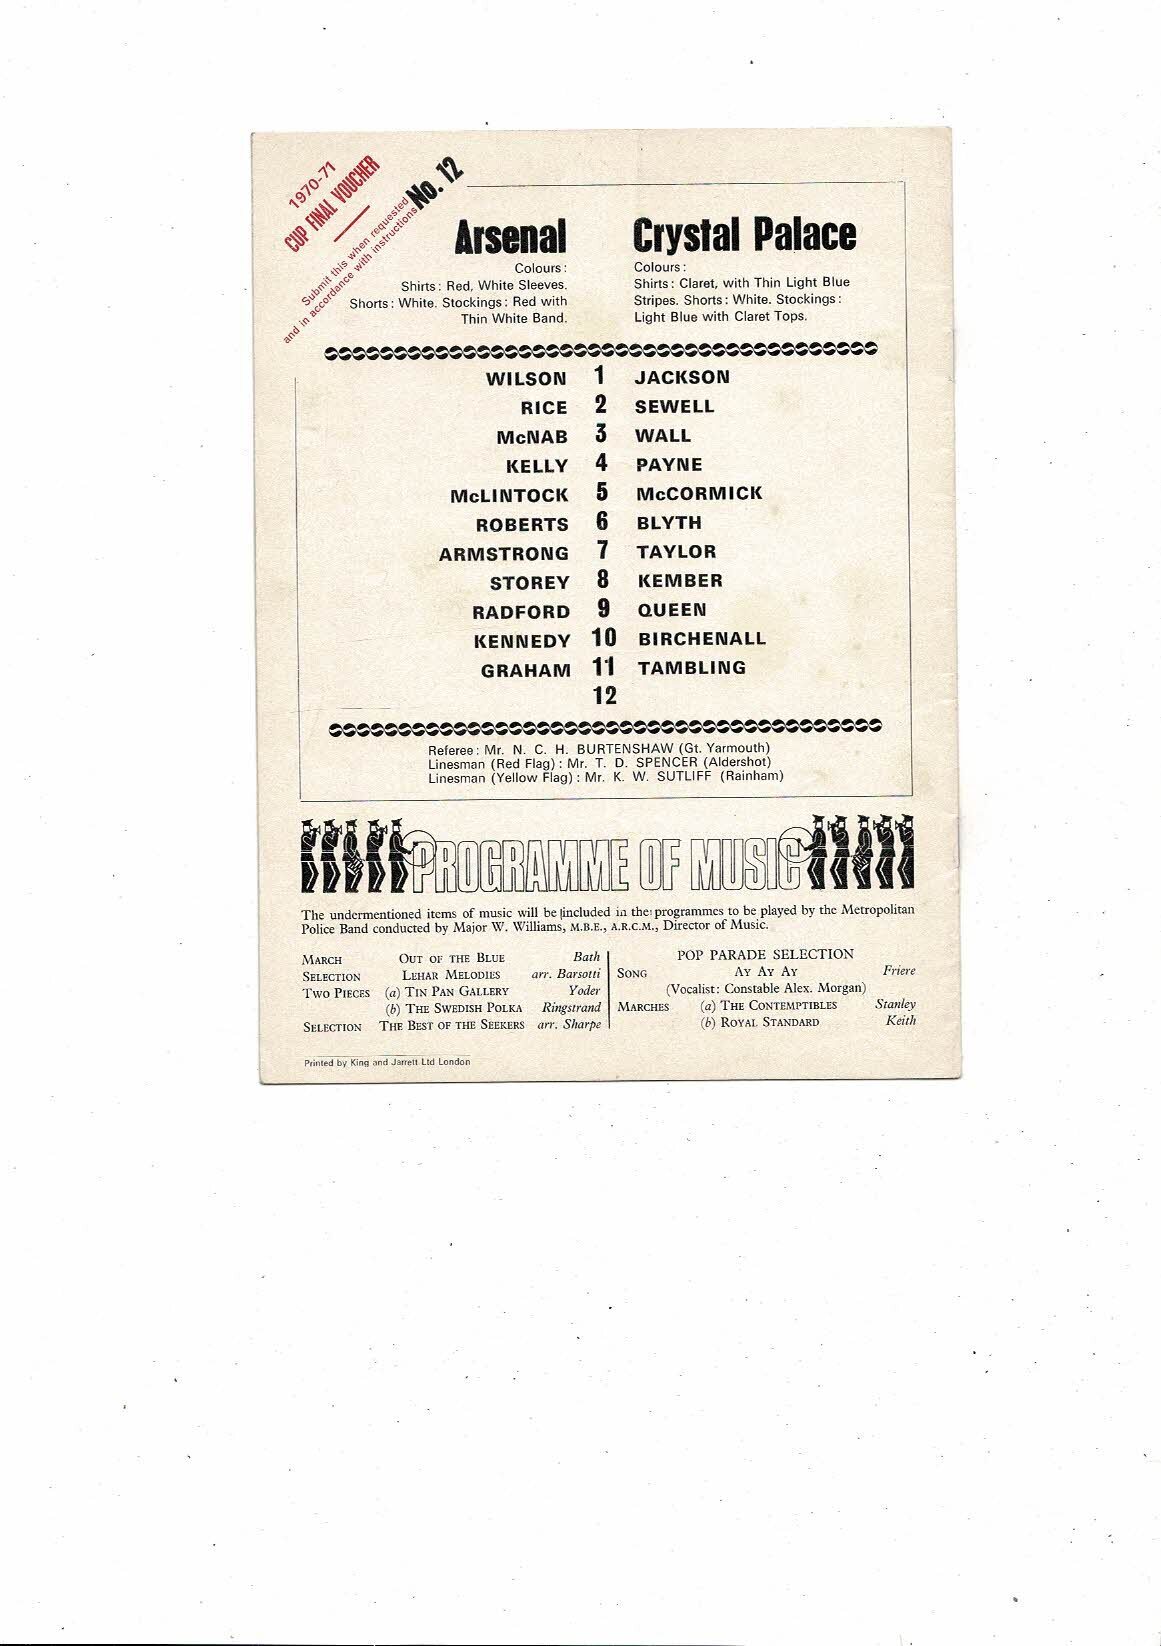 1970-71
CUP FINAL VOUCHER
Submit this when requested
and in accordance with instructions
No. 12
Arsenal Crystal Palace
Colours: Colours:
Shirts: Red, White Sleeves. Shirts: Claret, with Thin Light Blue
Shorts: White. Stockings: Red with Stripes. Shorts: White. Stockings:
Thin White Band. Light Blue with Claret Tops.
WILSON 1 JACKSON
RICE 2 SEWELL
McNAB 3 WALL
KELLY 4 PAYNE
McLINTOCK 5 McCORMICK
ROBERTS 6 BLYTH
ARMSTRONG 7 TAYLOR
STOREY 8 KEMBER
RADFORD 9 QUEEN
KENNEDY 10 BIRCHENALL
GRAHAM 11 TAMBLING
12
Referee: Mr. N. C. H. BURTENSHAW (Gt. Yarmouth)
Linesman (Red Flag): Mr. T. D. SPENCER (Aldershot)
Linesman (Yellow Flag): Mr. K. W. SUTLIFF (Rainham)
PROGRAMME OF MUSIC
The undermentioned items of music will be included in the programmes to be played by the Metropolitan
Police Band conducted by Major W. Williams, M.B.E., A.R.C.M., Director of Music.
MARCH OUT OF THE BLUE Bath
SELECTION LEHAR MELODIES arr. Barsotti
TWO PIECES (a) TIN PAN GALLERY Yoder
(b) THE SWEDISH POLKA Ringstrand
SELECTION THE BEST OF THE SEEKERS arr. Sharpe
POP PARADE SELECTION
SONG AY AY AY Friere
(Vocalist: Constable Alex. Morgan)
MARCHES (a) THE CONTEMPTIBLES Stanley
(b) ROYAL STANDARD Keith
Printed by King and Jarrett Ltd London